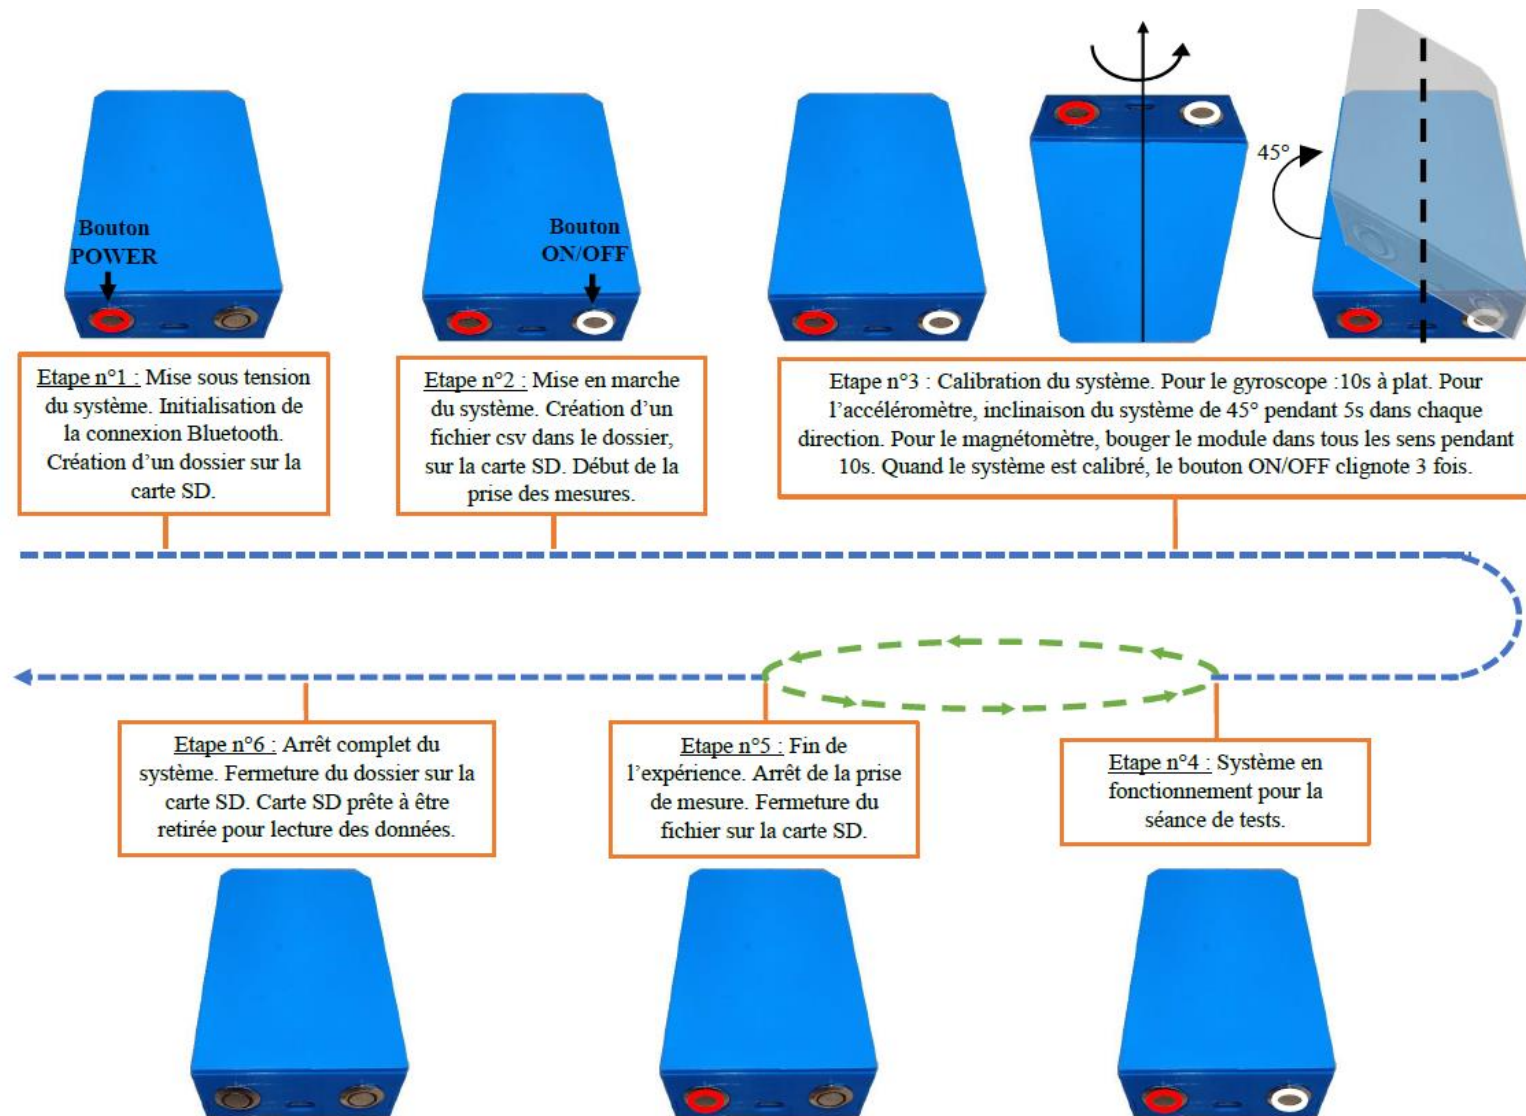 Bouton
POWER
Bouton
ON/OFF
45°
Etape n°1 : Mise sous tension
du système. Initialisation de
la connexion Bluetooth.
Création d’un dossier sur la
carte SD.
Etape n°2 : Mise en marche
du système. Création d’un
fichier csv dans le dossier,
sur la carte SD. Début de la
prise des mesures.
Etape n°3 : Calibration du système. Pour le gyroscope :10s à plat. Pour
l’accéléromètre, inclinaison du système de 45° pendant 5s dans chaque
direction. Pour le magnétomètre, bouger le module dans tous les sens pendant
10s. Quand le système est calibré, le bouton ON/OFF clignote 3 fois.
Etape n°6 : Arrêt complet du
système. Fermeture du dossier sur la
carte SD. Carte SD prête à être
retirée pour lecture des données.
Etape n°5 : Fin de
l’expérience. Arrêt de la prise
de mesure. Fermeture du
fichier sur la carte SD.
Etape n°4 : Système en
fonctionnement pour la
séance de tests.